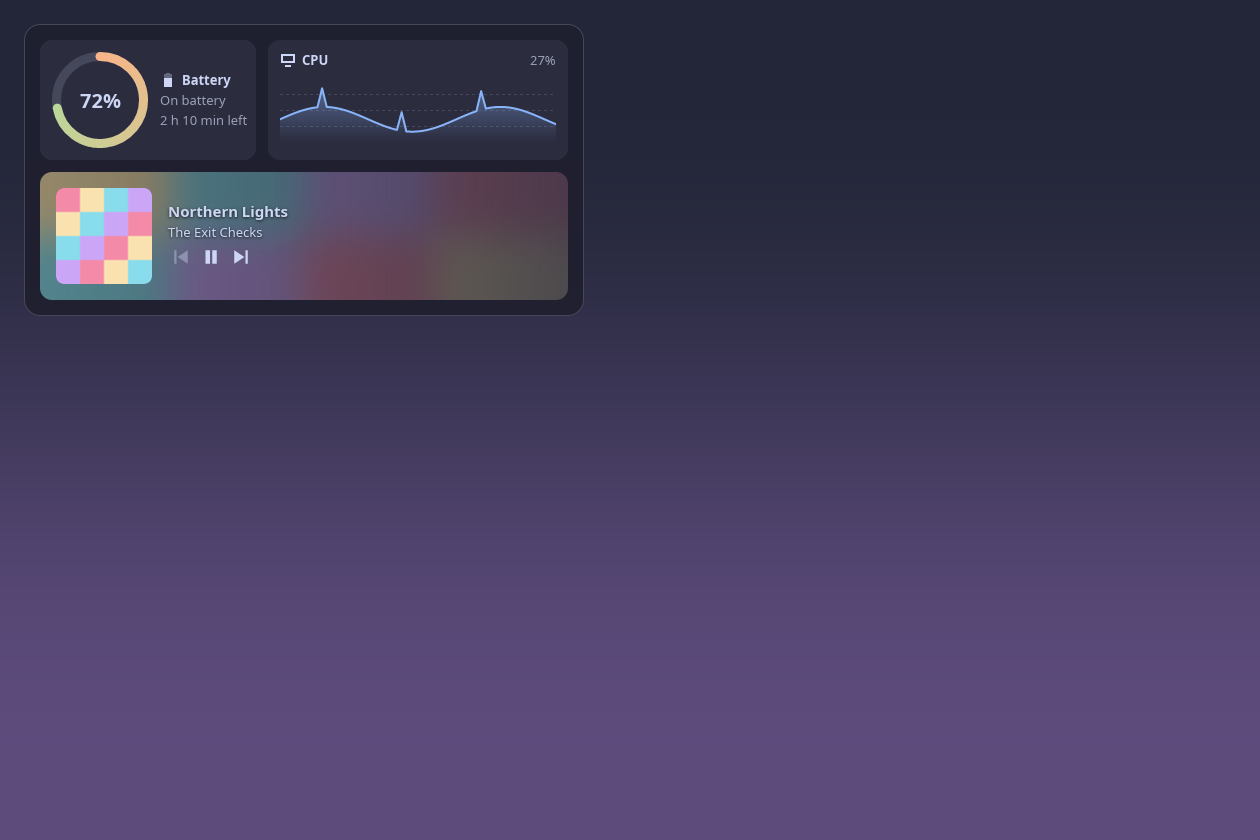 72%
Battery
On battery
2 h 10 min left
CPU
27%
Northern Lights
The Exit Checks